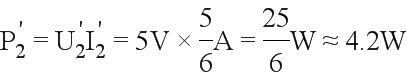 P₂′ = U₂′I₂′ = 5V × 5/6 A = 25/6 W ≈ 4.2W